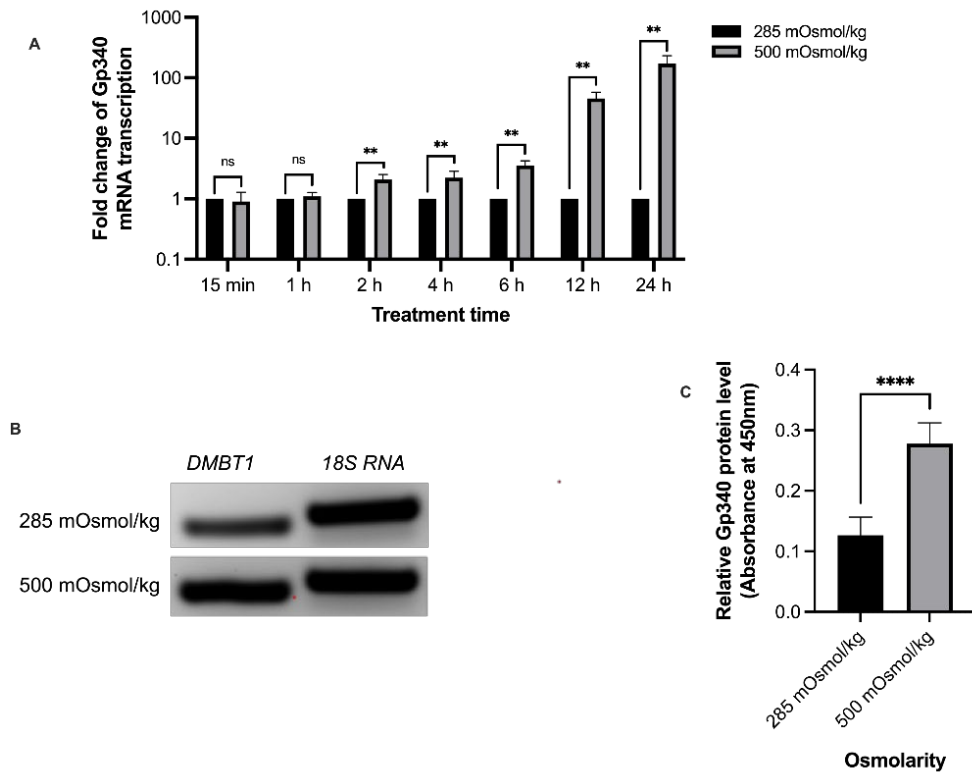 A
Fold change of Gp340
mRNA transcription
1000
100
10
1
0.1
ns
ns
**
**
**
**
**
15 min
1 h
2 h
4 h
6 h
12 h
24 h
Treatment time
285 mOsmol/kg
500 mOsmol/kg
B
DMBT1
18S RNA
285 mOsmol/kg
500 mOsmol/kg
C
Relative Gp340 protein level
(Absorbance at 450nm)
0.4
0.3
0.2
0.1
0.0
****
285 mOsmol/kg
500 mOsmol/kg
Osmolarity